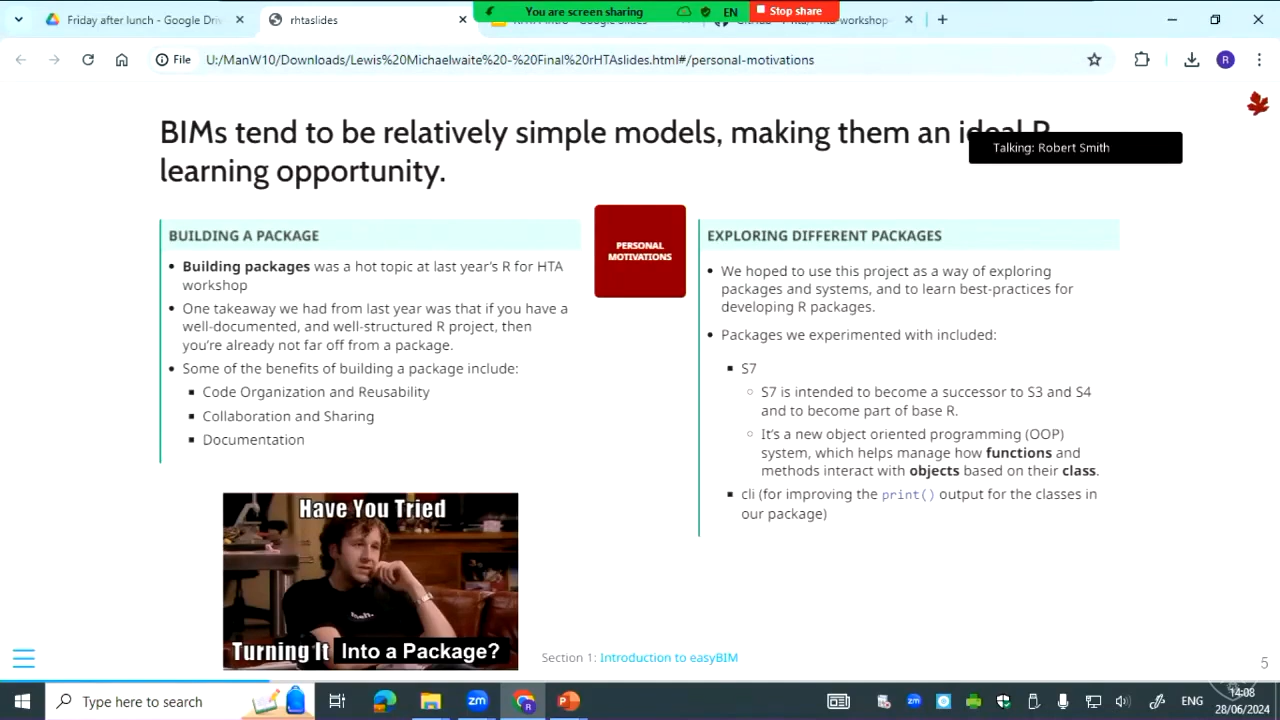 You are screen sharing
EN
Stop share
Friday after lunch - Google Dri
rhtaslides
File
U:/ManW10/Downloads/Lewis%20Michaelwaite%20-%20Final%20rHTAslides.html#/personal-motivations
R
BIMs tend to be relatively simple models, making them an ideal R
learning opportunity.
Talking: Robert Smith
BUILDING A PACKAGE
Building packages was a hot topic at last year's R for HTA
workshop
One takeaway we had from last year was that if you have a
well-documented, and well-structured R project, then
you're already not far off from a package.
Some of the benefits of building a package include:
Code Organization and Reusability
Collaboration and Sharing
Documentation
PERSONAL
MOTIVATIONS
EXPLORING DIFFERENT PACKAGES
We hoped to use this project as a way of exploring
packages and systems, and to learn best-practices for
developing R packages.
Packages we experimented with included:
S7
S7 is intended to become a successor to S3 and S4
and to become part of base R.
It's a new object oriented programming (OOP)
system, which helps manage how functions and
methods interact with objects based on their class.
cli (for improving the print() output for the classes in
our package)
Have You Tried
Turning It Into a Package?
Section 1: Introduction to easyBIM
5
Type here to search
zm
zm
ENG
14:08
28/06/2024